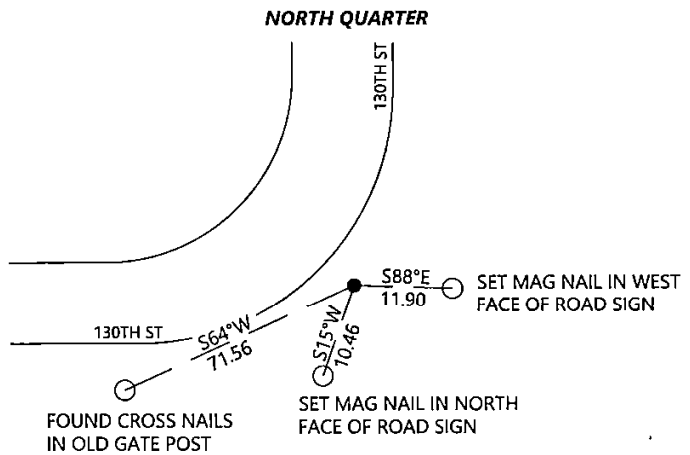 NORTH QUARTER
130TH ST
S88°E
11.90
SET MAG NAIL IN WEST
FACE OF ROAD SIGN
130TH ST
S64°W
71.56
S15°W
10.46
FOUND CROSS NAILS
IN OLD GATE POST
SET MAG NAIL IN NORTH
FACE OF ROAD SIGN